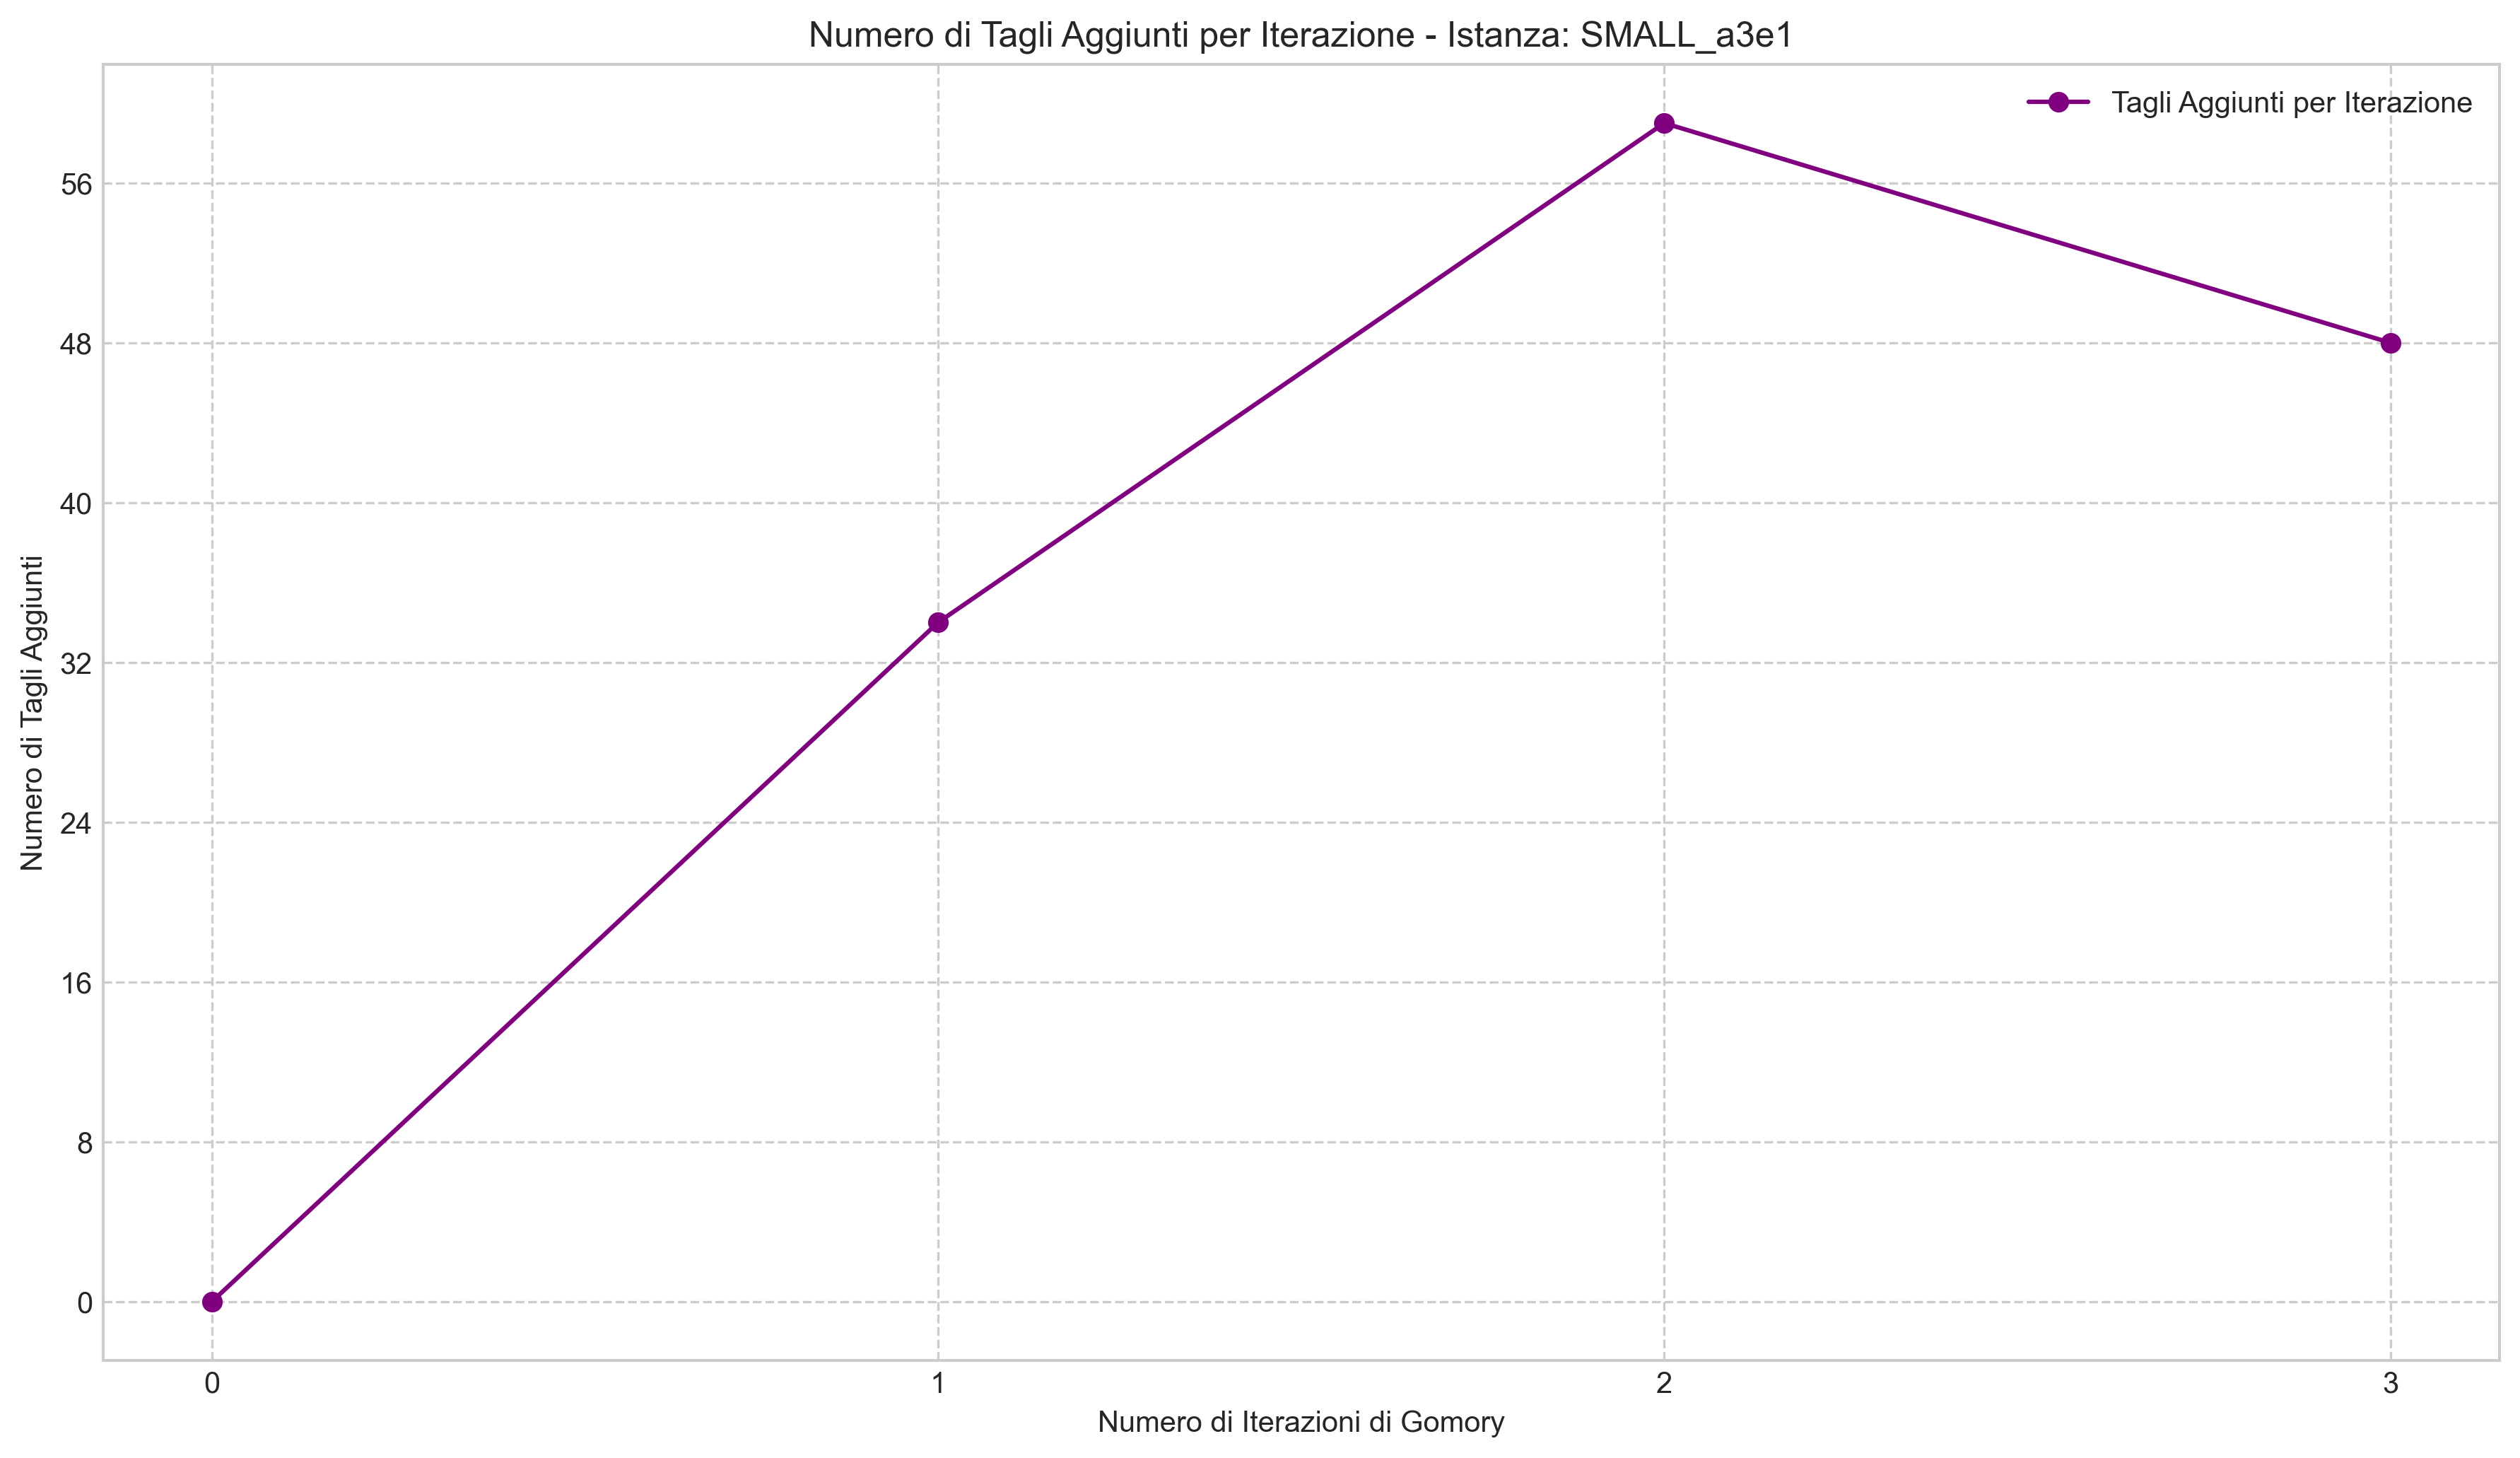 Numero di Tagli Aggiunti per Iterazione - Istanza: SMALL_a3e1
Tagli Aggiunti per Iterazione
Numero di Tagli Aggiunti
56
48
40
32
24
16
8
0
0 1 2 3
Numero di Iterazioni di Gomory